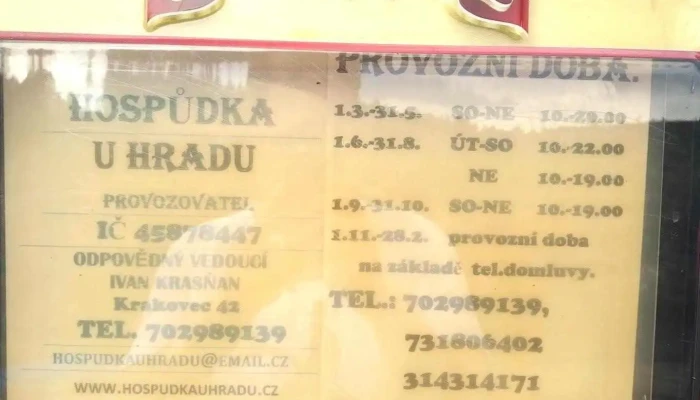 HOSPŮDKA
U HRADU
PROVOZOVATEL
IČ 45878447
ODPOVĚDNÝ VEDOUCÍ
IVAN KRASŇAN
Krakovec 42
TEL. 702989139
HOSPUDKAUHRADU@EMAIL.CZ
WWW.HOSPUDKAUHRADU.CZ
PROVOZNÍ DOBA.
1.3.-31.5. SO-NE 10.-20.00
1.6.-31.8. ÚT-SO 10.-22.00
NE 10.-19.00
1.9.-31.10. SO-NE 10.-19.00
1.11.-28.2. provozní doba
na základě tel.domluvy.
TEL.: 702989139,
731806402
314314171